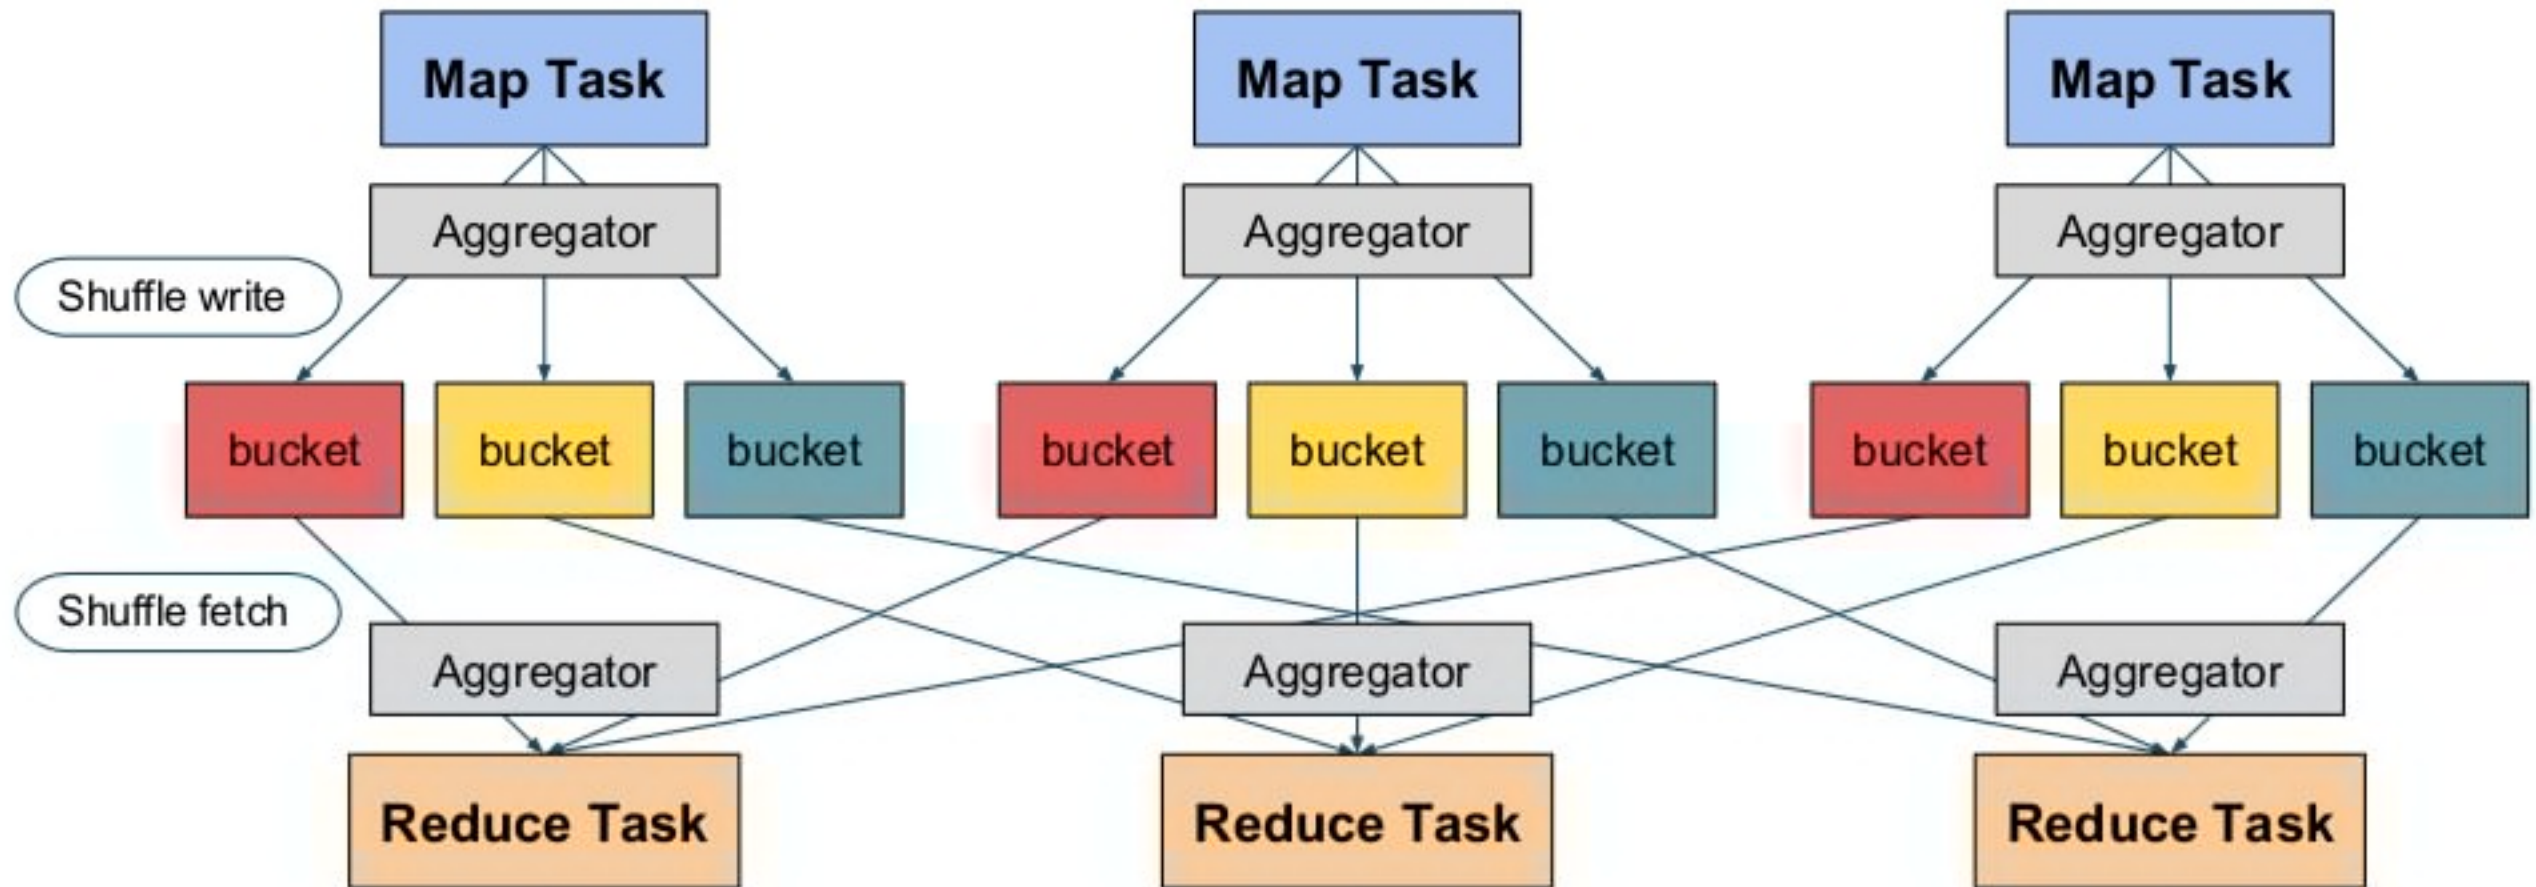 Map Task
Map Task
Map Task
Aggregator
Aggregator
Aggregator
Shuffle write
bucket
bucket
bucket
bucket
bucket
bucket
bucket
bucket
bucket
Shuffle fetch
Aggregator
Aggregator
Aggregator
Reduce Task
Reduce Task
Reduce Task